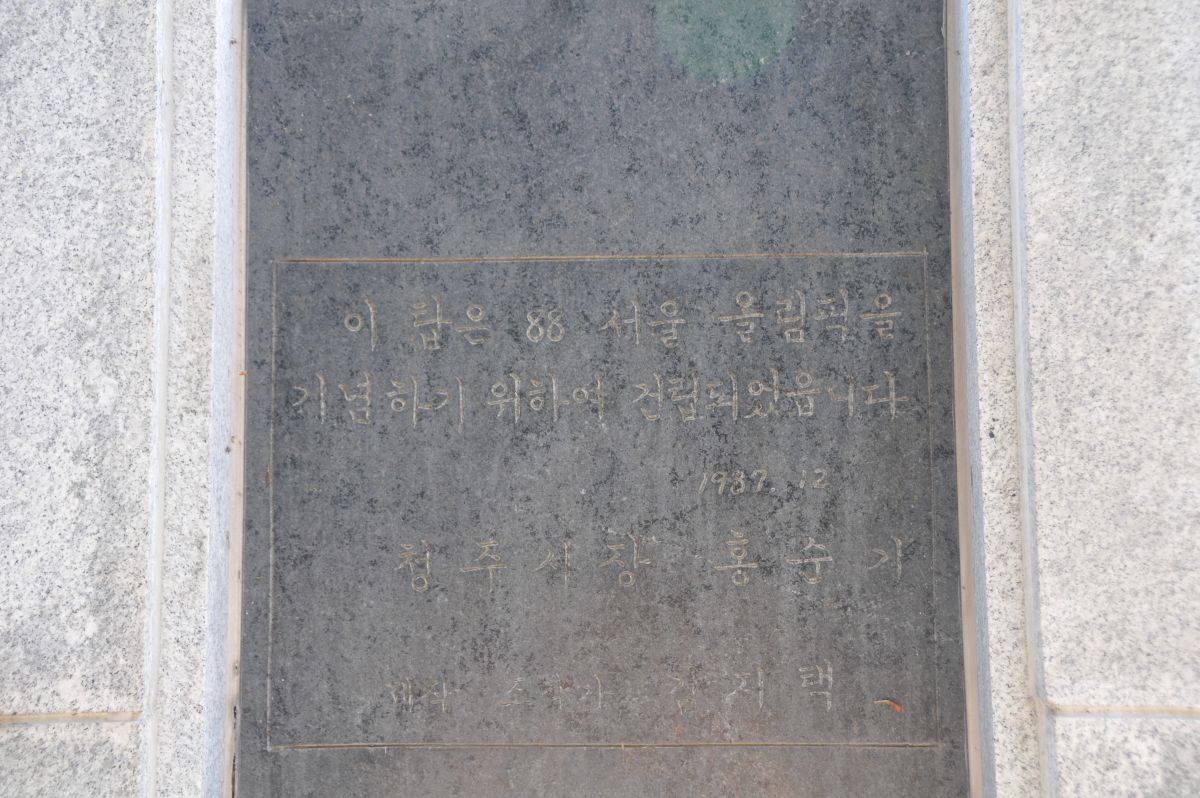 이 탑은 88 서울 올림픽을
기념하기 위하여 건립되었읍니다
1987. 12
청주시장 홍순기
제작 조각가 김지택